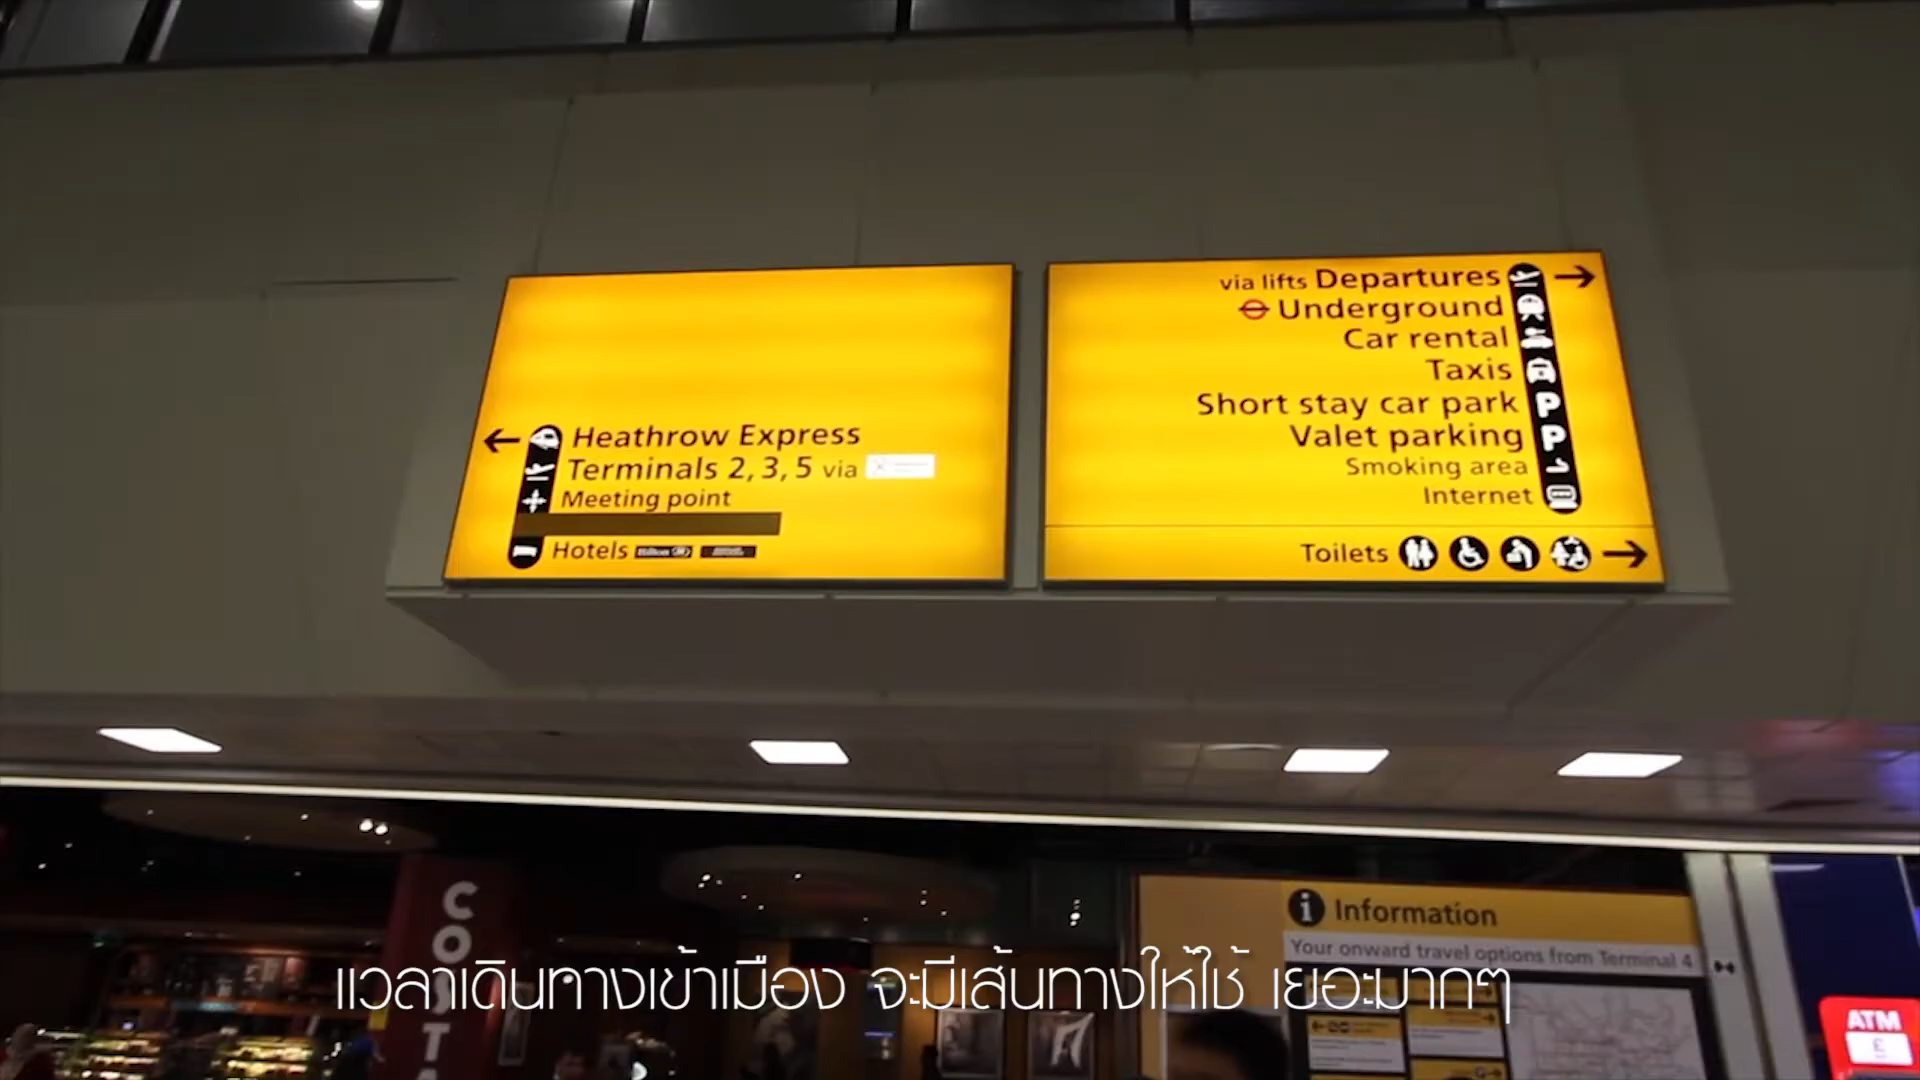 Heathrow Express
Terminals 2, 3, 5 via
Meeting point
Hotels Hilton
via lifts Departures
Underground
Car rental
Taxis
Short stay car park
Valet parking
Smoking area
Internet
Toilets
COSTA
i Information
Your onward travel options from Terminal 4
ATM
£
แวลาเดินทางเข้าเมือง จะมีเส้นทางให้ใช้ เยอะมากๆ